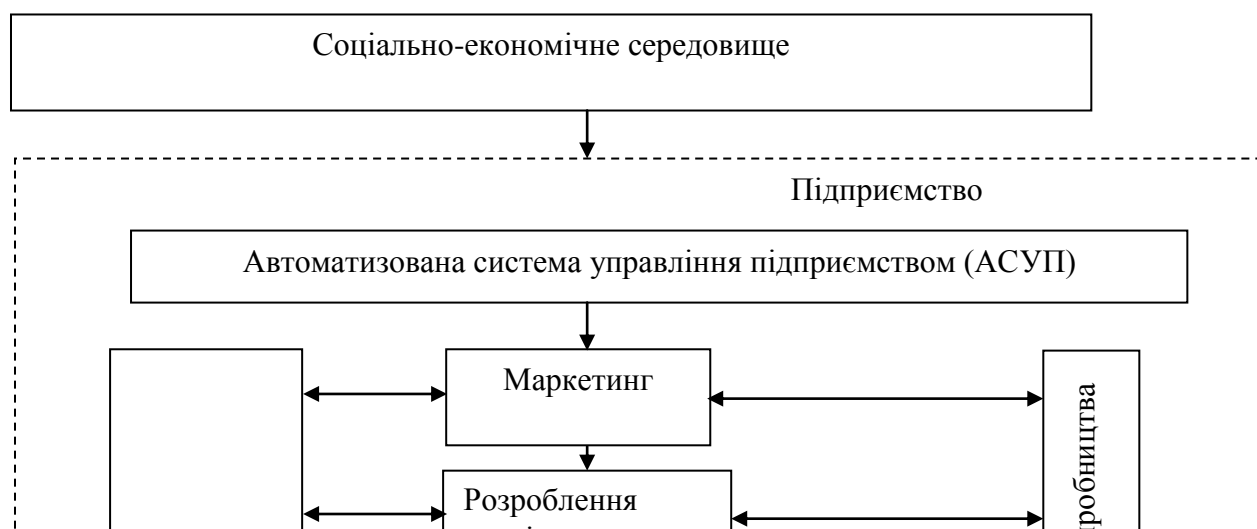 Соціально-економічне середовище
Підприємство
Автоматизована система управління підприємством (АСУП)
Маркетинг
Розроблення